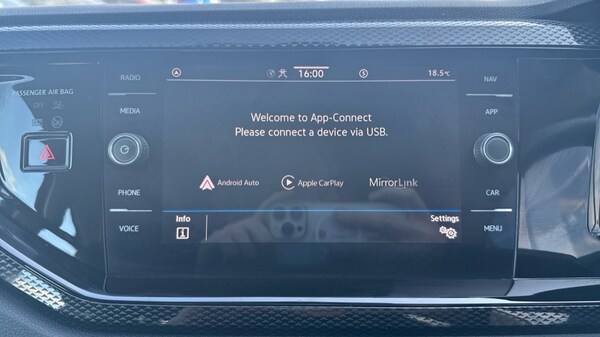 PASSENGER AIR BAG
OFF
RADIO
MEDIA
PHONE
VOICE
16:00
18.5°C
Welcome to App-Connect
Please connect a device via USB.
Android Auto
Apple CarPlay
MirrorLink
Info
Settings
NAV
APP
CAR
MENU